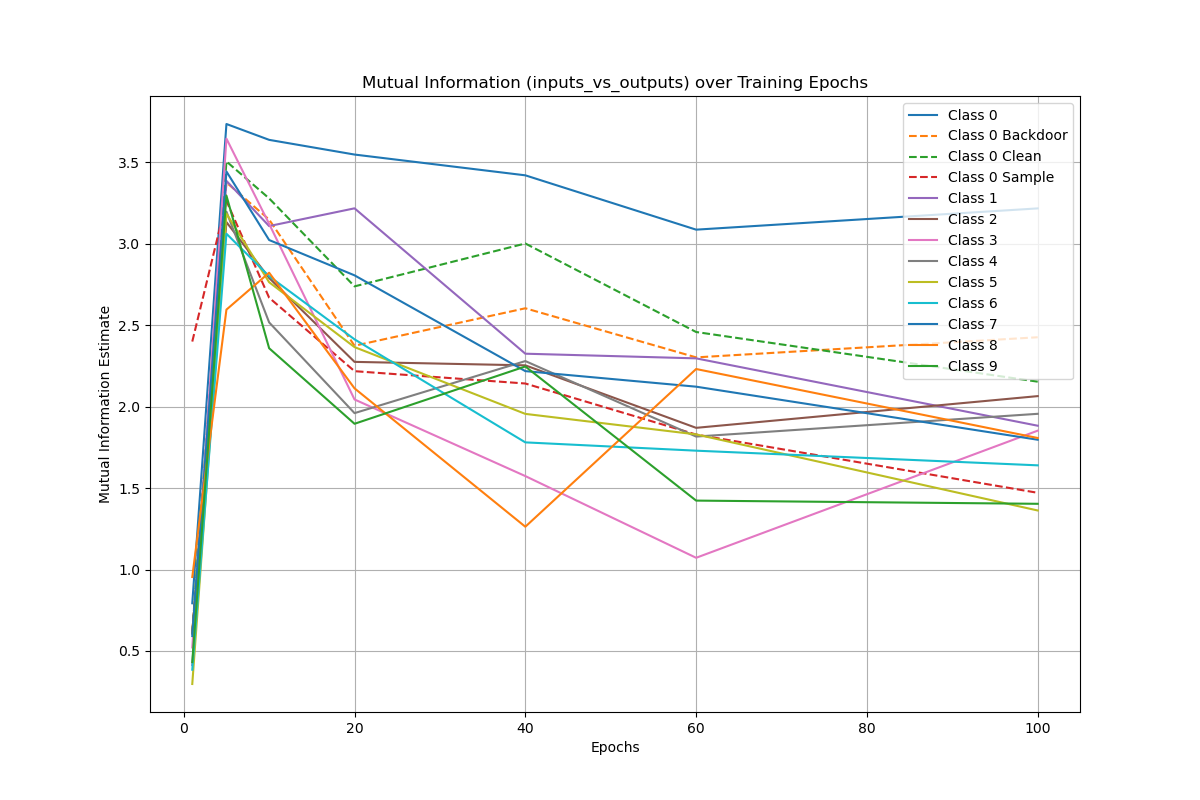 Mutual Information (inputs_vs_outputs) over Training Epochs
Class 0
Class 0 Backdoor
Class 0 Clean
Class 0 Sample
Class 1
Class 2
Class 3
Class 4
Class 5
Class 6
Class 7
Class 8
Class 9
Mutual Information Estimate
3.5
3.0
2.5
2.0
1.5
1.0
0.5
0
20
40
60
80
100
Epochs